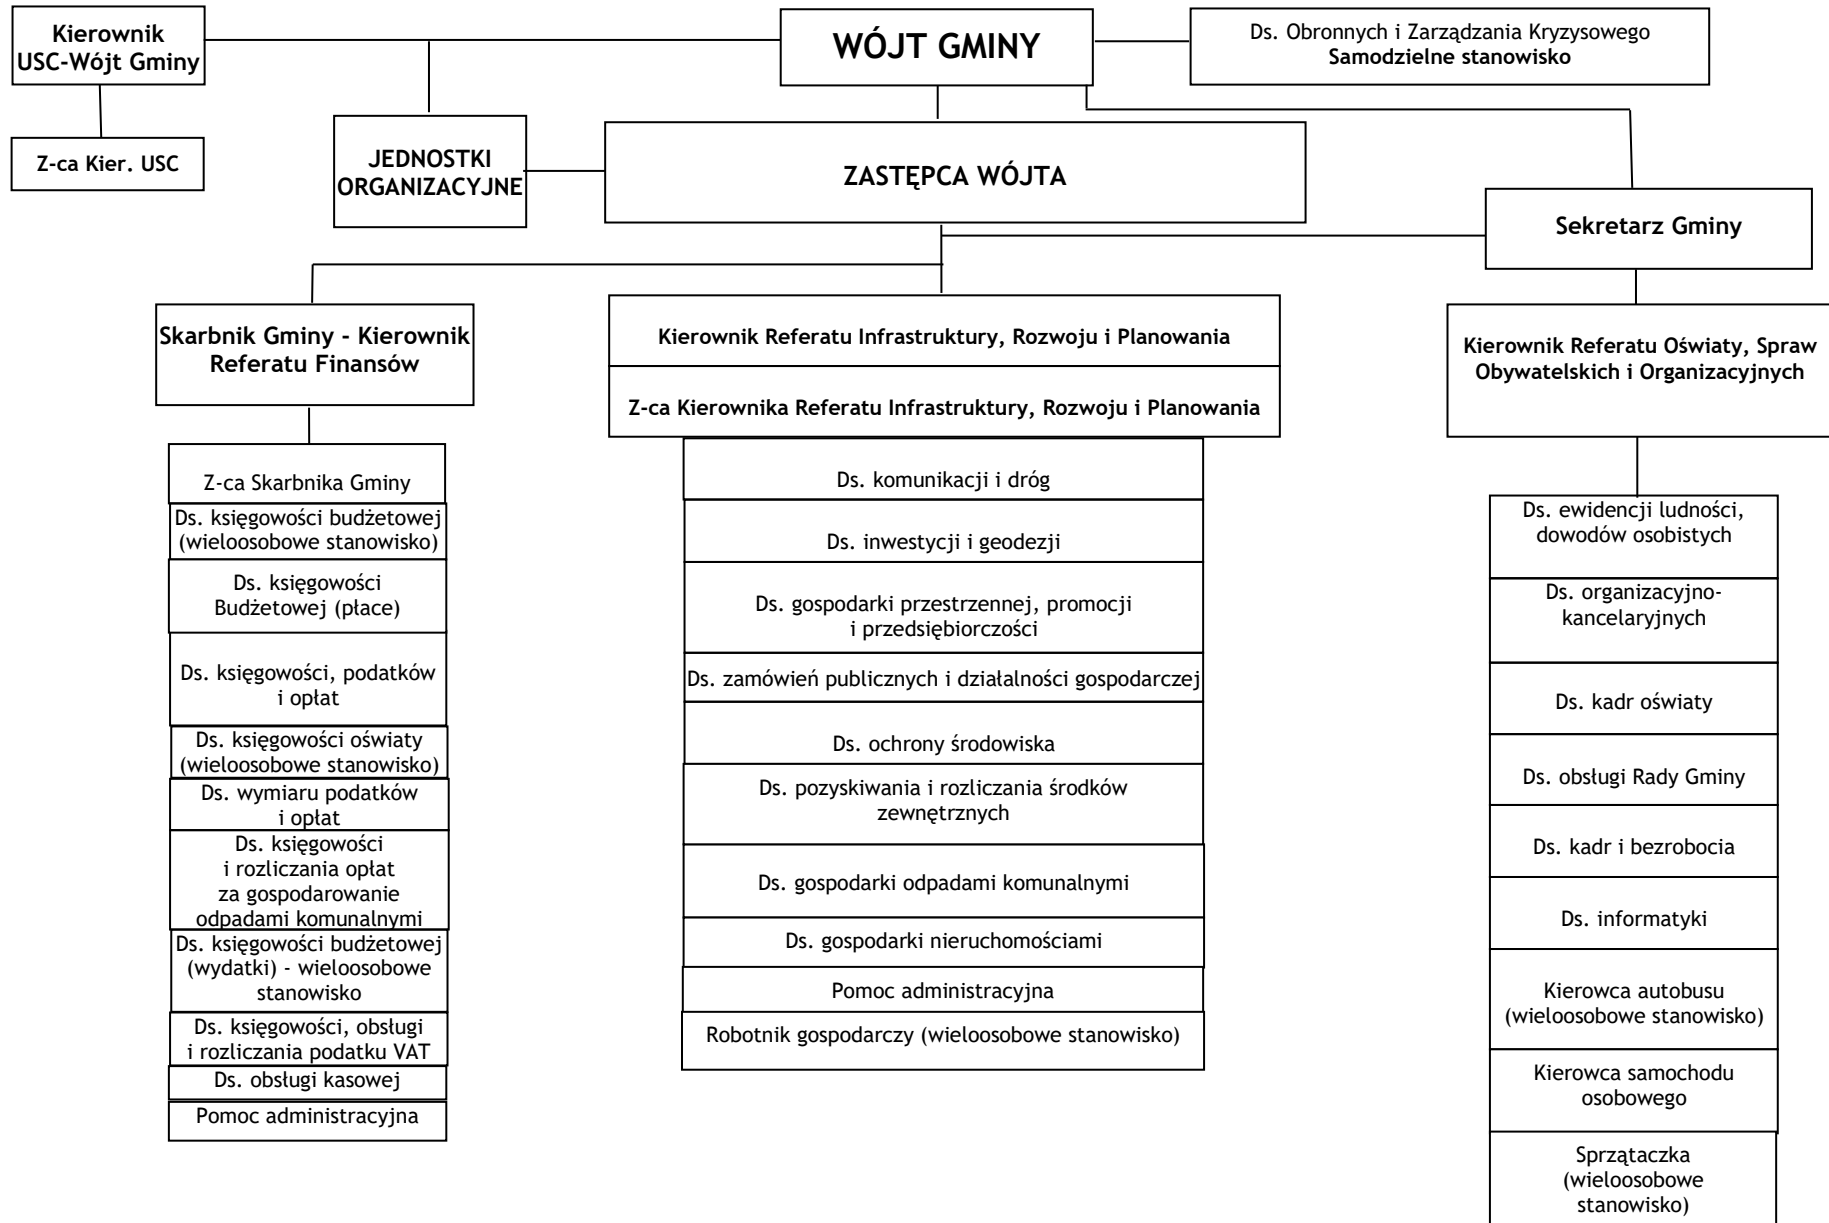 Kierownik
USC-Wójt Gminy
WÓJT GMINY
Ds. Obronnych i Zarządzania Kryzysowego
Samodzielne stanowisko
Z-ca Kier. USC
JEDNOSTKI
ORGANIZACYJNE
ZASTĘPCA WÓJTA
Sekretarz Gminy
Skarbnik Gminy - Kierownik
Referatu Finansów
Kierownik Referatu Infrastruktury, Rozwoju i Planowania
Z-ca Kierownika Referatu Infrastruktury, Rozwoju i Planowania
Kierownik Referatu Oświaty, Spraw
Obywatelskich i Organizacyjnych
Z-ca Skarbnika Gminy
Ds. księgowości budżetowej
(wieloosobowe stanowisko)
Ds. księgowości
Budżetowej (płace)
Ds. księgowości, podatków
i opłat
Ds. księgowości oświaty
(wieloosobowe stanowisko)
Ds. wymiaru podatków
i opłat
Ds. księgowości
i rozliczania opłat
za gospodarowanie
odpadami komunalnymi
Ds. księgowości budżetowej
(wydatki) - wieloosobowe
stanowisko
Ds. księgowości, obsługi
i rozliczania podatku VAT
Ds. obsługi kasowej
Pomoc administracyjna
Ds. komunikacji i dróg
Ds. inwestycji i geodezji
Ds. gospodarki przestrzennej, promocji
i przedsiębiorczości
Ds. zamówień publicznych i działalności gospodarczej
Ds. ochrony środowiska
Ds. pozyskiwania i rozliczania środków
zewnętrznych
Ds. gospodarki odpadami komunalnymi
Ds. gospodarki nieruchomościami
Pomoc administracyjna
Robotnik gospodarczy (wieloosobowe stanowisko)
Ds. ewidencji ludności,
dowodów osobistych
Ds. organizacyjno-
kancelaryjnych
Ds. kadr oświaty
Ds. obsługi Rady Gminy
Ds. kadr i bezrobocia
Ds. informatyki
Kierowca autobusu
(wieloosobowe stanowisko)
Kierowca samochodu
osobowego
Sprzątaczka
(wieloosobowe
stanowisko)